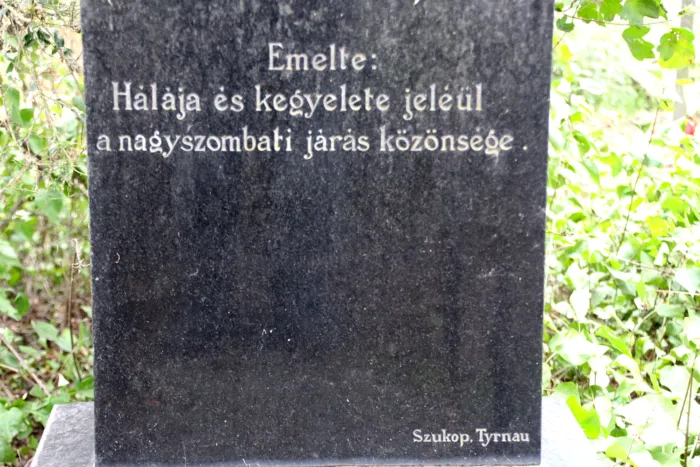 Emelte:
Hálája és kegyelete jeléül
a nagyszombati járás közönsége.
Szukop, Tyrnau